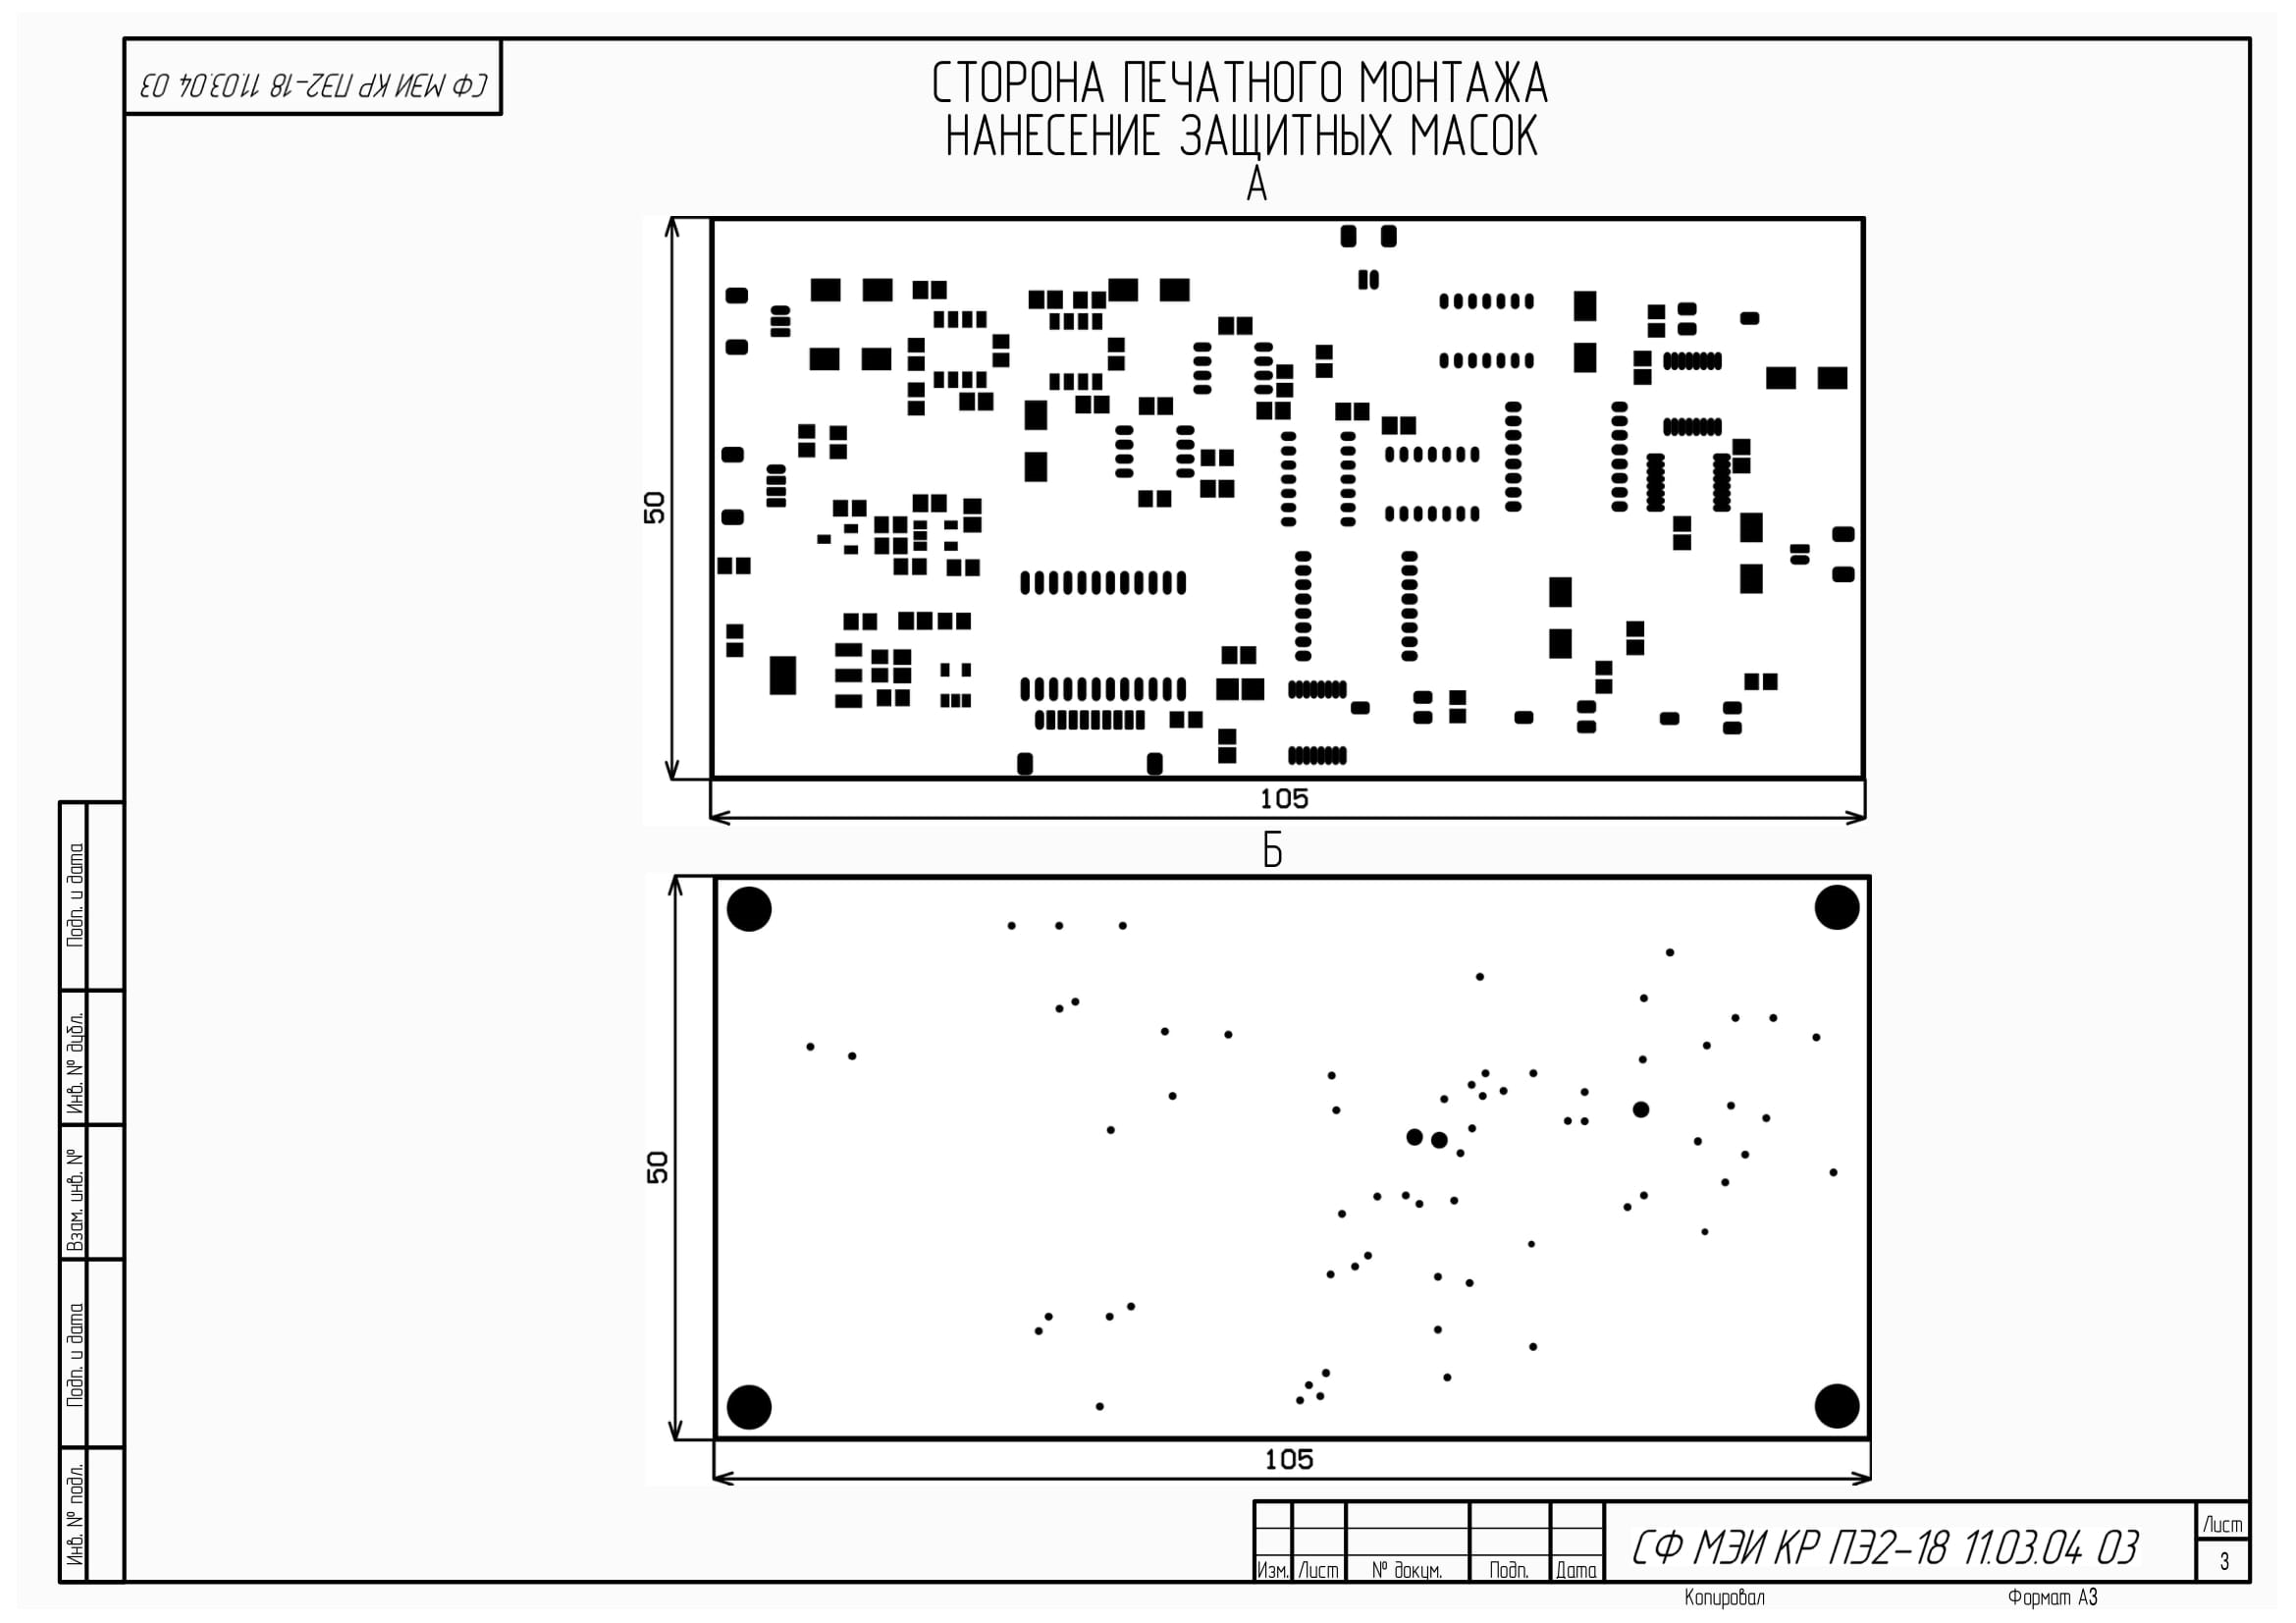 СФ МЭИ КР ПЭ2-18 11.03.04 03
СТОРОНА ПЕЧАТНОГО МОНТАЖА
НАНЕСЕНИЕ ЗАЩИТНЫХ МАСОК
А
50
105
Б
50
105
Подп. и дата
Инв. № дубл.
Взам. инв. №
Подп. и дата
Инв. № подл.
Изм. Лист № докум. Подп. Дата
СФ МЭИ КР ПЭ2-18 11.03.04 03
Лист
3
Копировал Формат А3